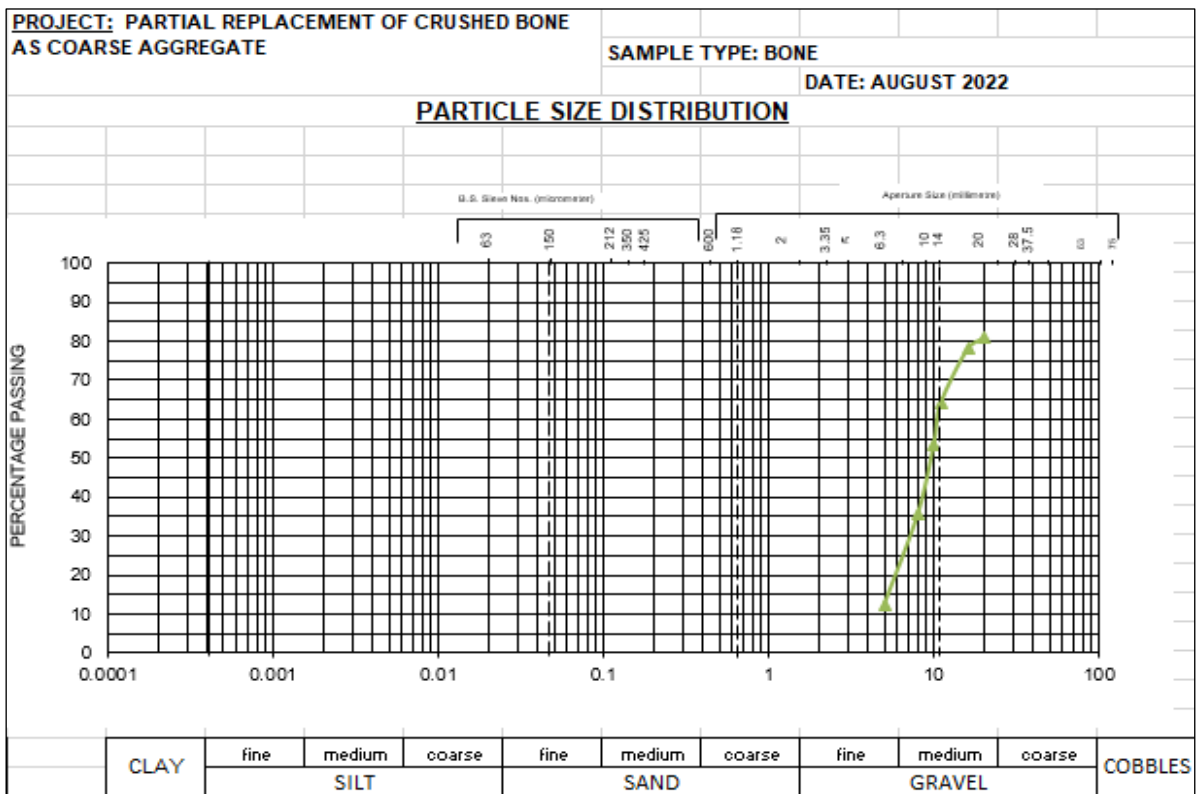 PROJECT: PARTIAL REPLACEMENT OF CRUSHED BONE
AS COARSE AGGREGATE
SAMPLE TYPE: BONE
DATE: AUGUST 2022
PARTICLE SIZE DISTRIBUTION
B.S. Sieve Nos. (micrometer)
Aperture Size (millimetre)
63 150 212 350 425 600 1.18 2 3.35 5 6.3 10 14 20 28 37.5 63 75
PERCENTAGE PASSING
100
90
80
70
60
50
40
30
20
10
0
0.0001 0.001 0.01 0.1 1 10 100
CLAY fine medium coarse fine medium coarse fine medium coarse COBBLES
SILT SAND GRAVEL